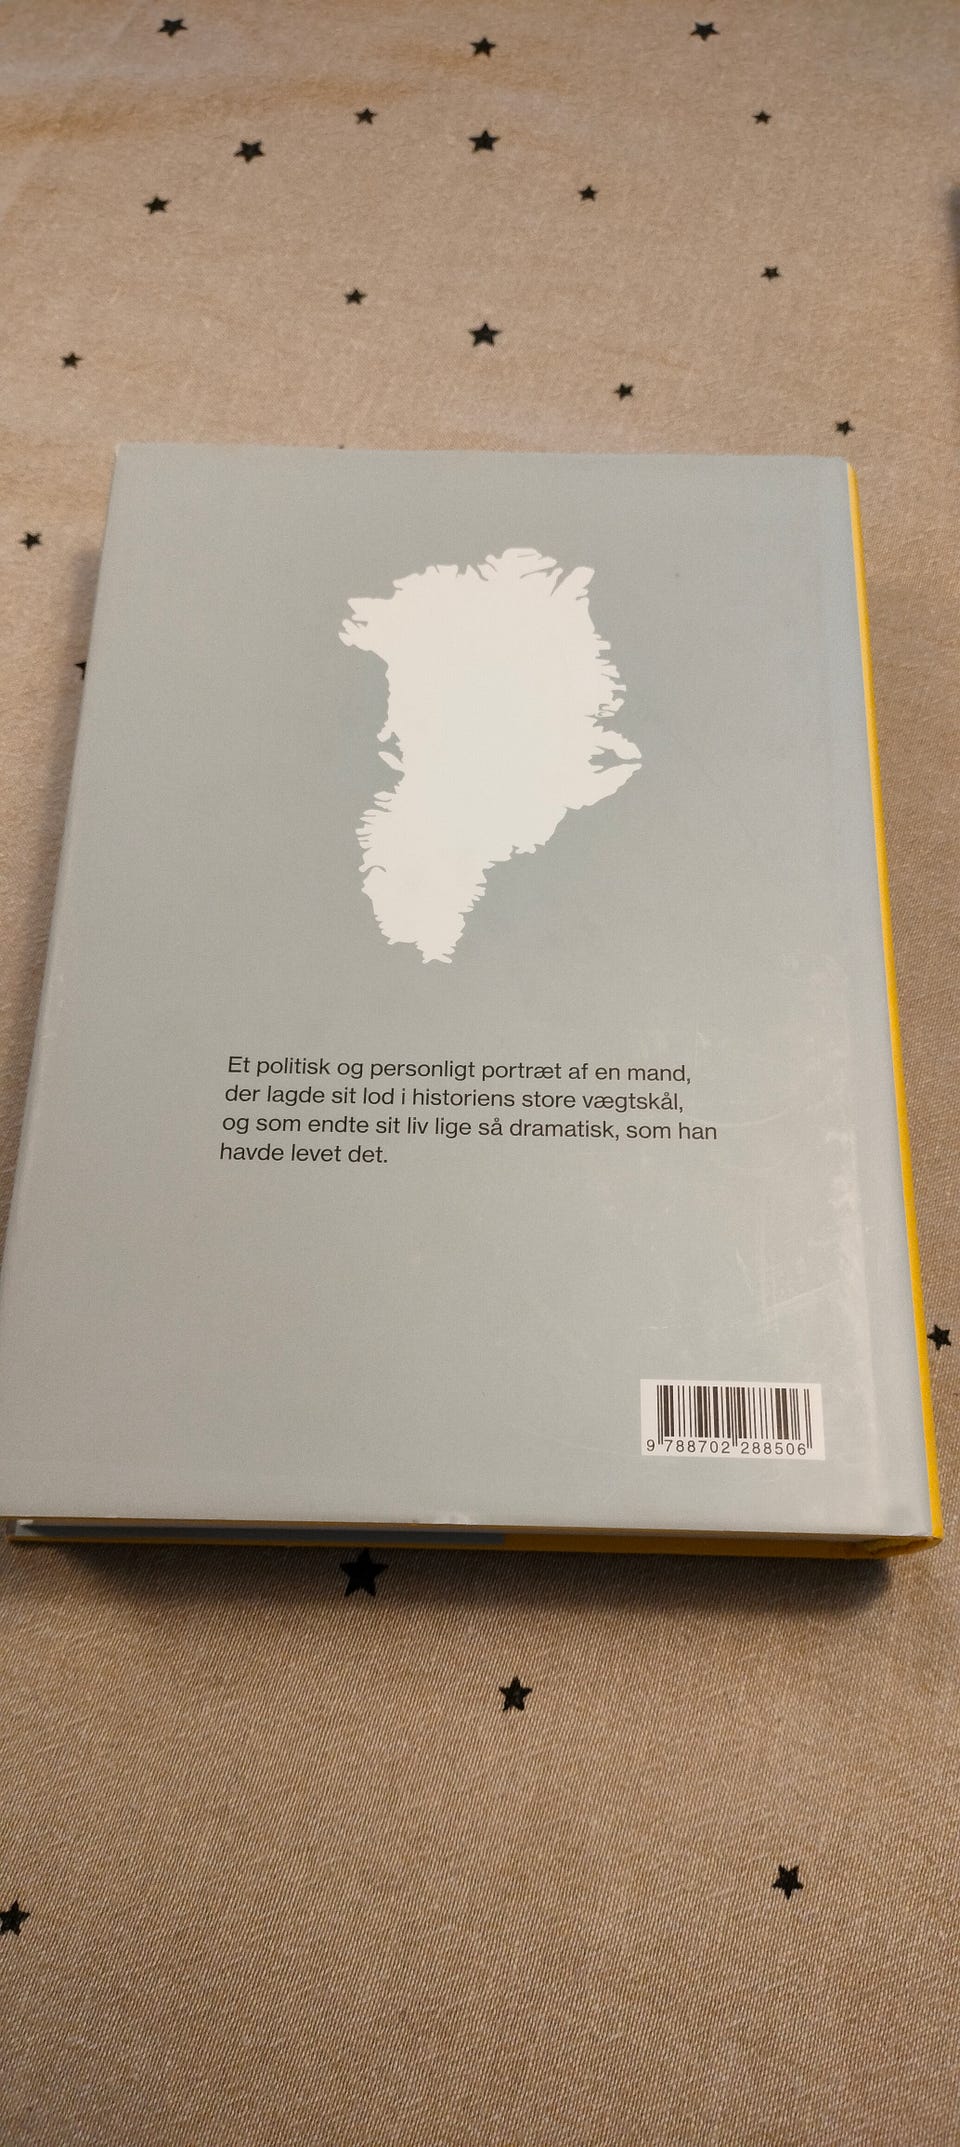 Et politisk og personligt portræt af en mand,
der lagde sit lod i historiens store vægtskål,
og som endte sit liv lige så dramatisk, som han
havde levet det.
9 788702 288506